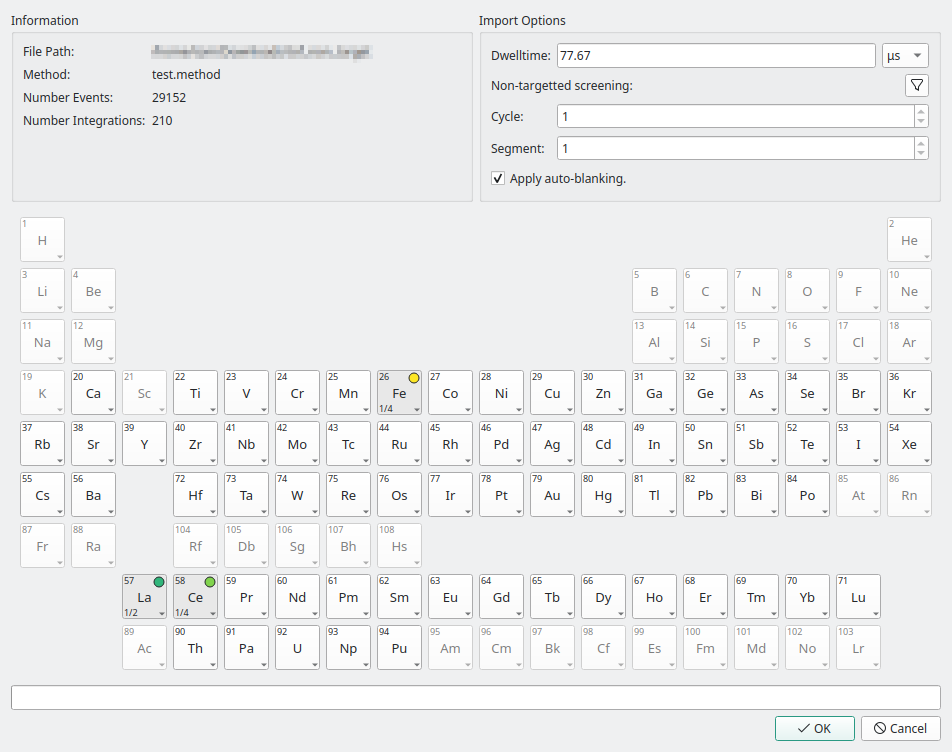 Information
File Path:
Method: test.method
Number Events: 29152
Number Integrations: 210
Import Options
Dwelltime: 77.67 µs
Non-targetted screening:
Cycle: 1
Segment: 1
Apply auto-blanking.
1 H 2 He
3 Li 4 Be 5 B 6 C 7 N 8 O 9 F 10 Ne
11 Na 12 Mg 13 Al 14 Si 15 P 16 S 17 Cl 18 Ar
19 K 20 Ca 21 Sc 22 Ti 23 V 24 Cr 25 Mn 26 Fe 1/4 27 Co 28 Ni 29 Cu 30 Zn 31 Ga 32 Ge 33 As 34 Se 35 Br 36 Kr
37 Rb 38 Sr 39 Y 40 Zr 41 Nb 42 Mo 43 Tc 44 Ru 45 Rh 46 Pd 47 Ag 48 Cd 49 In 50 Sn 51 Sb 52 Te 53 I 54 Xe
55 Cs 56 Ba 72 Hf 73 Ta 74 W 75 Re 76 Os 77 Ir 78 Pt 79 Au 80 Hg 81 Tl 82 Pb 83 Bi 84 Po 85 At 86 Rn
87 Fr 88 Ra 104 Rf 105 Db 106 Sg 107 Bh 108 Hs
57 La 1/2 58 Ce 1/4 59 Pr 60 Nd 61 Pm 62 Sm 63 Eu 64 Gd 65 Tb 66 Dy 67 Ho 68 Er 69 Tm 70 Yb 71 Lu
89 Ac 90 Th 91 Pa 92 U 93 Np 94 Pu 95 Am 96 Cm 97 Bk 98 Cf 99 Es 100 Fm 101 Md 102 No 103 Lr
OK Cancel